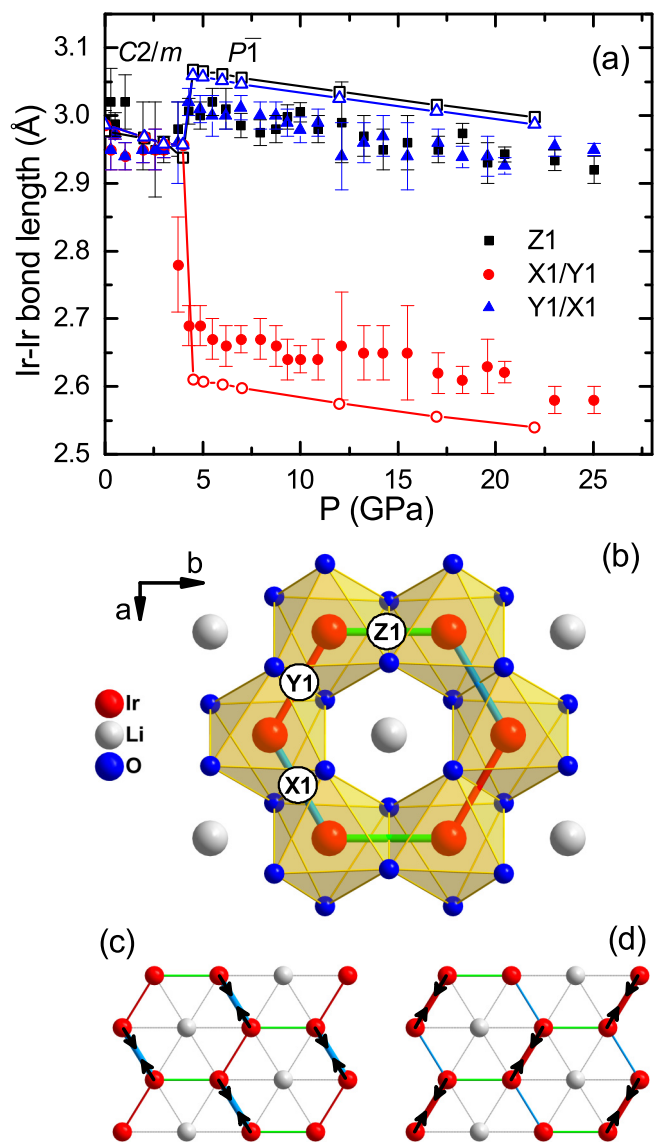 C2/m P1̅ (a)
3.1
3.0
2.9
2.8
2.7
2.6
2.5
Ir-Ir bond length (Å)
Z1
X1/Y1
Y1/X1
0 5 10 15 20 25
P (GPa)
(b)
b
a
Z1
Y1
X1
Ir
Li
O
(c) (d)